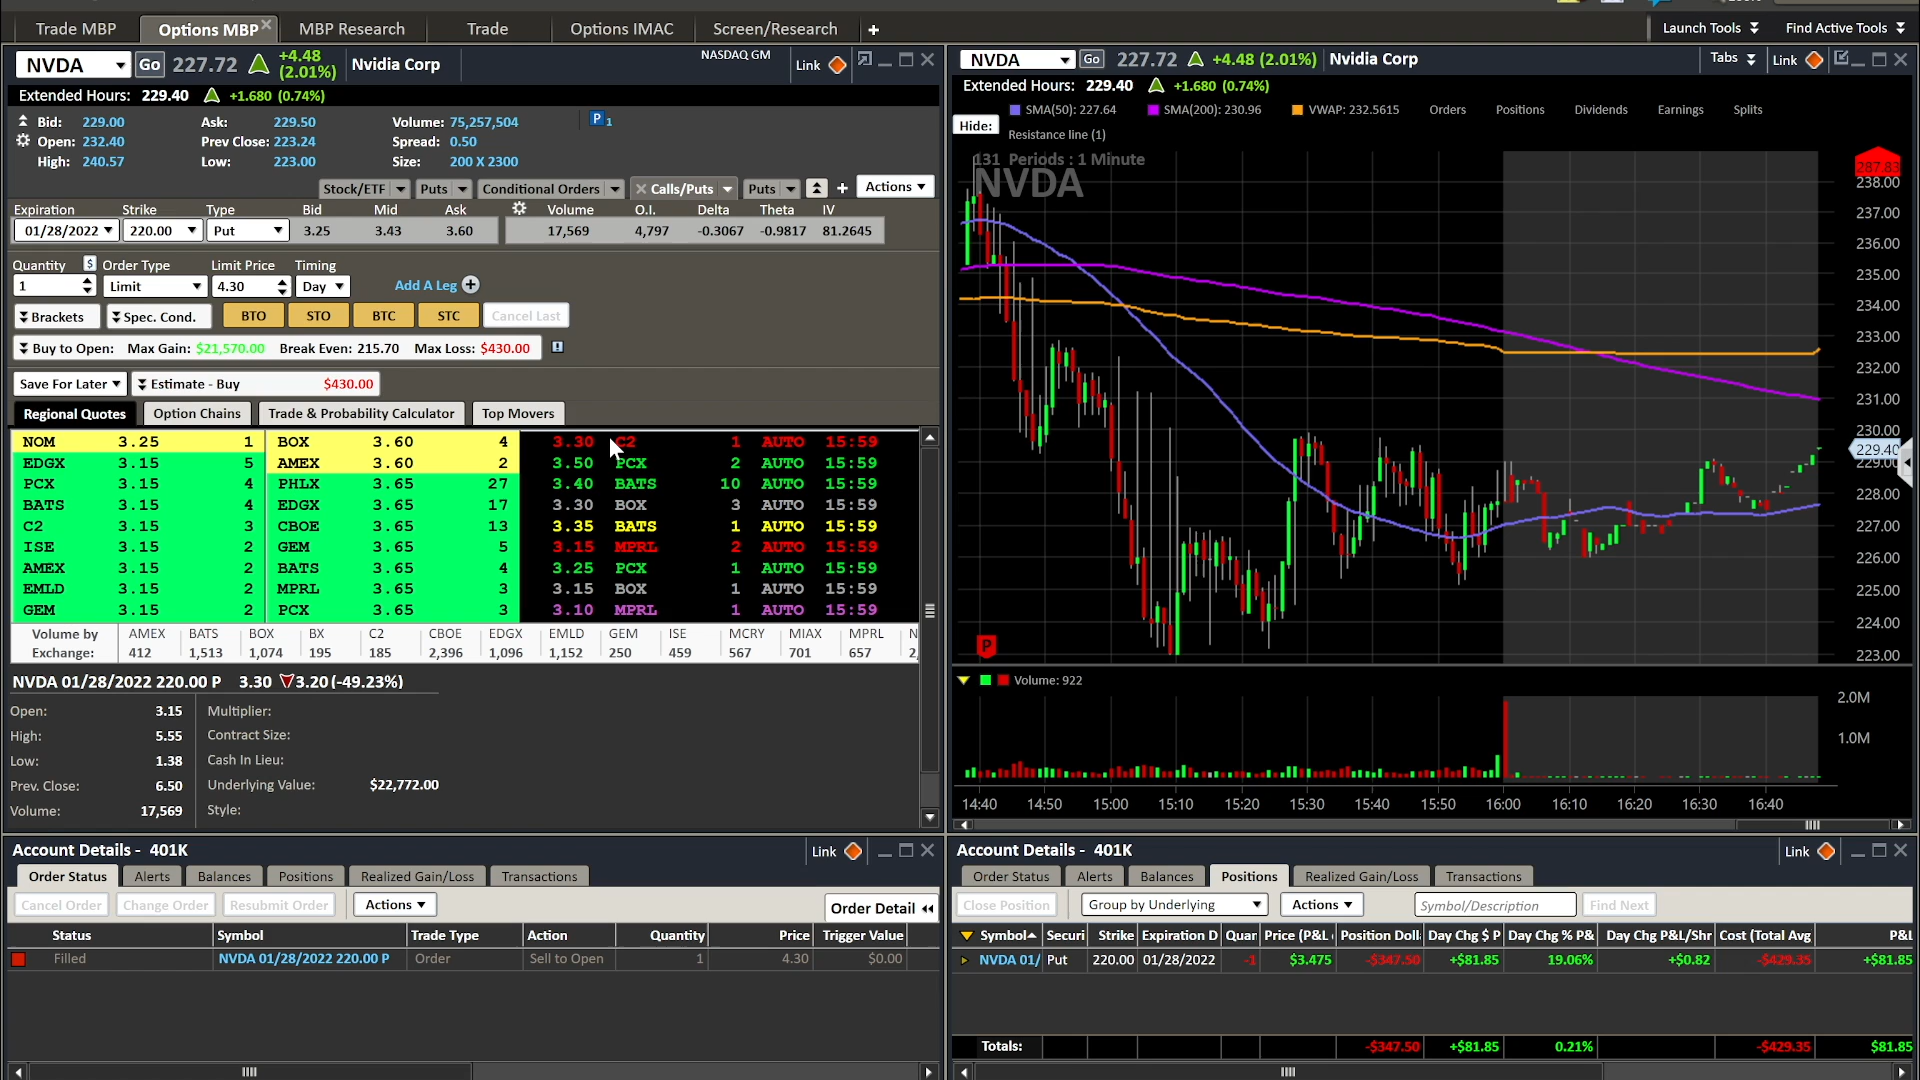 Trade MBP Options MBP MBP Research Trade Options IMAC Screen/Research + Launch Tools Find Active Tools
NVDA Go 227.72 +4.48 (2.01%) Nvidia Corp NASDAQ GM Link
Extended Hours: 229.40 +1.680 (0.74%)
Bid: 229.00 Ask: 229.50 Volume: 75,257,504 P 1
Open: 232.40 Prev Close: 223.24 Spread: 0.50
High: 240.57 Low: 223.00 Size: 200 X 2300
Stock/ETF Puts Conditional Orders Calls/Puts Puts + Actions
Expiration Strike Type Bid Mid Ask Volume O.I. Delta Theta IV
01/28/2022 220.00 Put 3.25 3.43 3.60 17,569 4,797 -0.3067 -0.9817 81.2645
Quantity $ Order Type Limit Price Timing
1 Limit 4.30 Day Add A Leg
Brackets Spec. Cond. BTO STO BTC STC Cancel Last
Buy to Open: Max Gain: $21,570.00 Break Even: 215.70 Max Loss: $430.00
Save For Later Estimate - Buy $430.00
Regional Quotes Option Chains Trade & Probability Calculator Top Movers
NOM 3.25 1 BOX 3.60 4 3.30 C2 1 AUTO 15:59
EDGX 3.15 5 AMEX 3.60 2 3.50 PCX 2 AUTO 15:59
PCX 3.15 4 PHLX 3.65 27 3.40 BATS 10 AUTO 15:59
BATS 3.15 4 EDGX 3.65 17 3.30 BOX 3 AUTO 15:59
C2 3.15 3 CBOE 3.65 13 3.35 BATS 1 AUTO 15:59
ISE 3.15 2 GEM 3.65 5 3.15 MPRL 2 AUTO 15:59
AMEX 3.15 2 BATS 3.65 4 3.25 PCX 1 AUTO 15:59
EMLD 3.15 2 MPRL 3.65 3 3.15 BOX 1 AUTO 15:59
GEM 3.15 2 PCX 3.65 3 3.10 MPRL 1 AUTO 15:59
Volume by AMEX BATS BOX BX C2 CBOE EDGX EMLD GEM ISE MCRY MIAX MPRL N
Exchange: 412 1,513 1,074 195 185 2,396 1,096 1,152 250 459 567 701 657 2,
NVDA 01/28/2022 220.00 P 3.30 3.20 (-49.23%)
Open: 3.15 Multiplier:
High: 5.55 Contract Size:
Low: 1.38 Cash In Lieu:
Prev. Close: 6.50 Underlying Value: $22,772.00
Volume: 17,569 Style:
NVDA Go 227.72 +4.48 (2.01%) Nvidia Corp Tabs Link
Extended Hours: 229.40 +1.680 (0.74%)
SMA(50): 227.64 SMA(200): 230.96 VWAP: 232.5615 Orders Positions Dividends Earnings Splits
Hide: Resistance line (1)
131 Periods : 1 Minute
NVDA
287.83
238.00
237.00
236.00
235.00
234.00
233.00
232.00
231.00
230.00
229.40
229.00
228.00
227.00
226.00
225.00
224.00
223.00
P
Volume: 922
2.0M
1.0M
14:40 14:50 15:00 15:10 15:20 15:30 15:40 15:50 16:00 16:10 16:20 16:30 16:40
Account Details - 401K Link
Order Status Alerts Balances Positions Realized Gain/Loss Transactions
Cancel Order Change Order Resubmit Order Actions Order Detail
Status Symbol Trade Type Action Quantity Price Trigger Value
Filled NVDA 01/28/2022 220.00 P Order Sell to Open 1 4.30 $0.00
Account Details - 401K Link
Order Status Alerts Balances Positions Realized Gain/Loss Transactions
Close Position Group by Underlying Actions Symbol/Description Find Next
Symbol Securi Strike Expiration D Quar Price (P&L Position Doll Day Chg $ P Day Chg % P& Day Chg P&L/Shr Cost (Total Avg P&L
NVDA 01/ Put 220.00 01/28/2022 -1 $3.475 -$347.50 +$81.85 19.06% +$0.82 -$429.35 +$81.85
Totals: -$347.50 +$81.85 0.21% -$429.35 $81.85